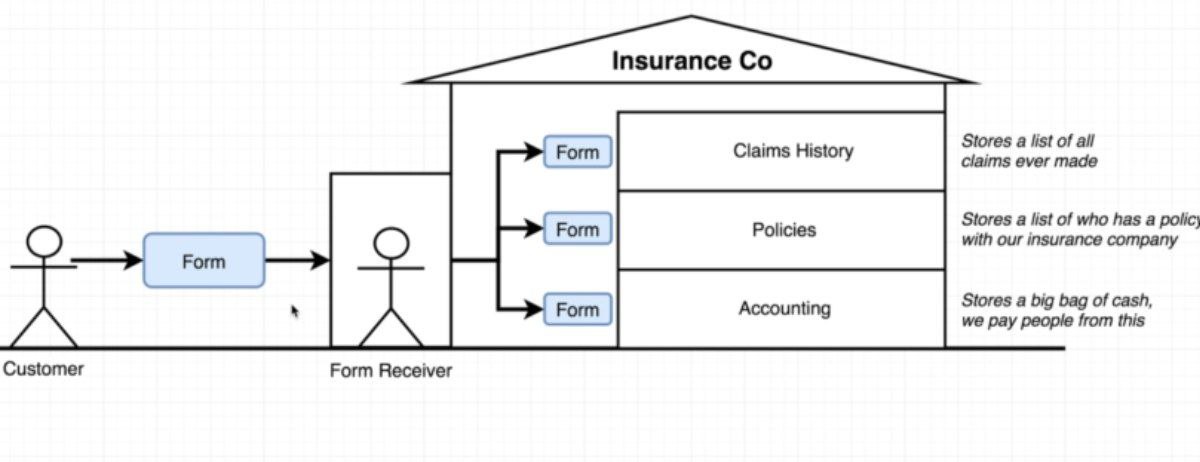 Insurance Co
Form
Claims History
Stores a list of all
claims ever made
Form
Form
Policies
Stores a list of who has a policy
with our insurance company
Form
Accounting
Stores a big bag of cash,
we pay people from this
Customer
Form Receiver